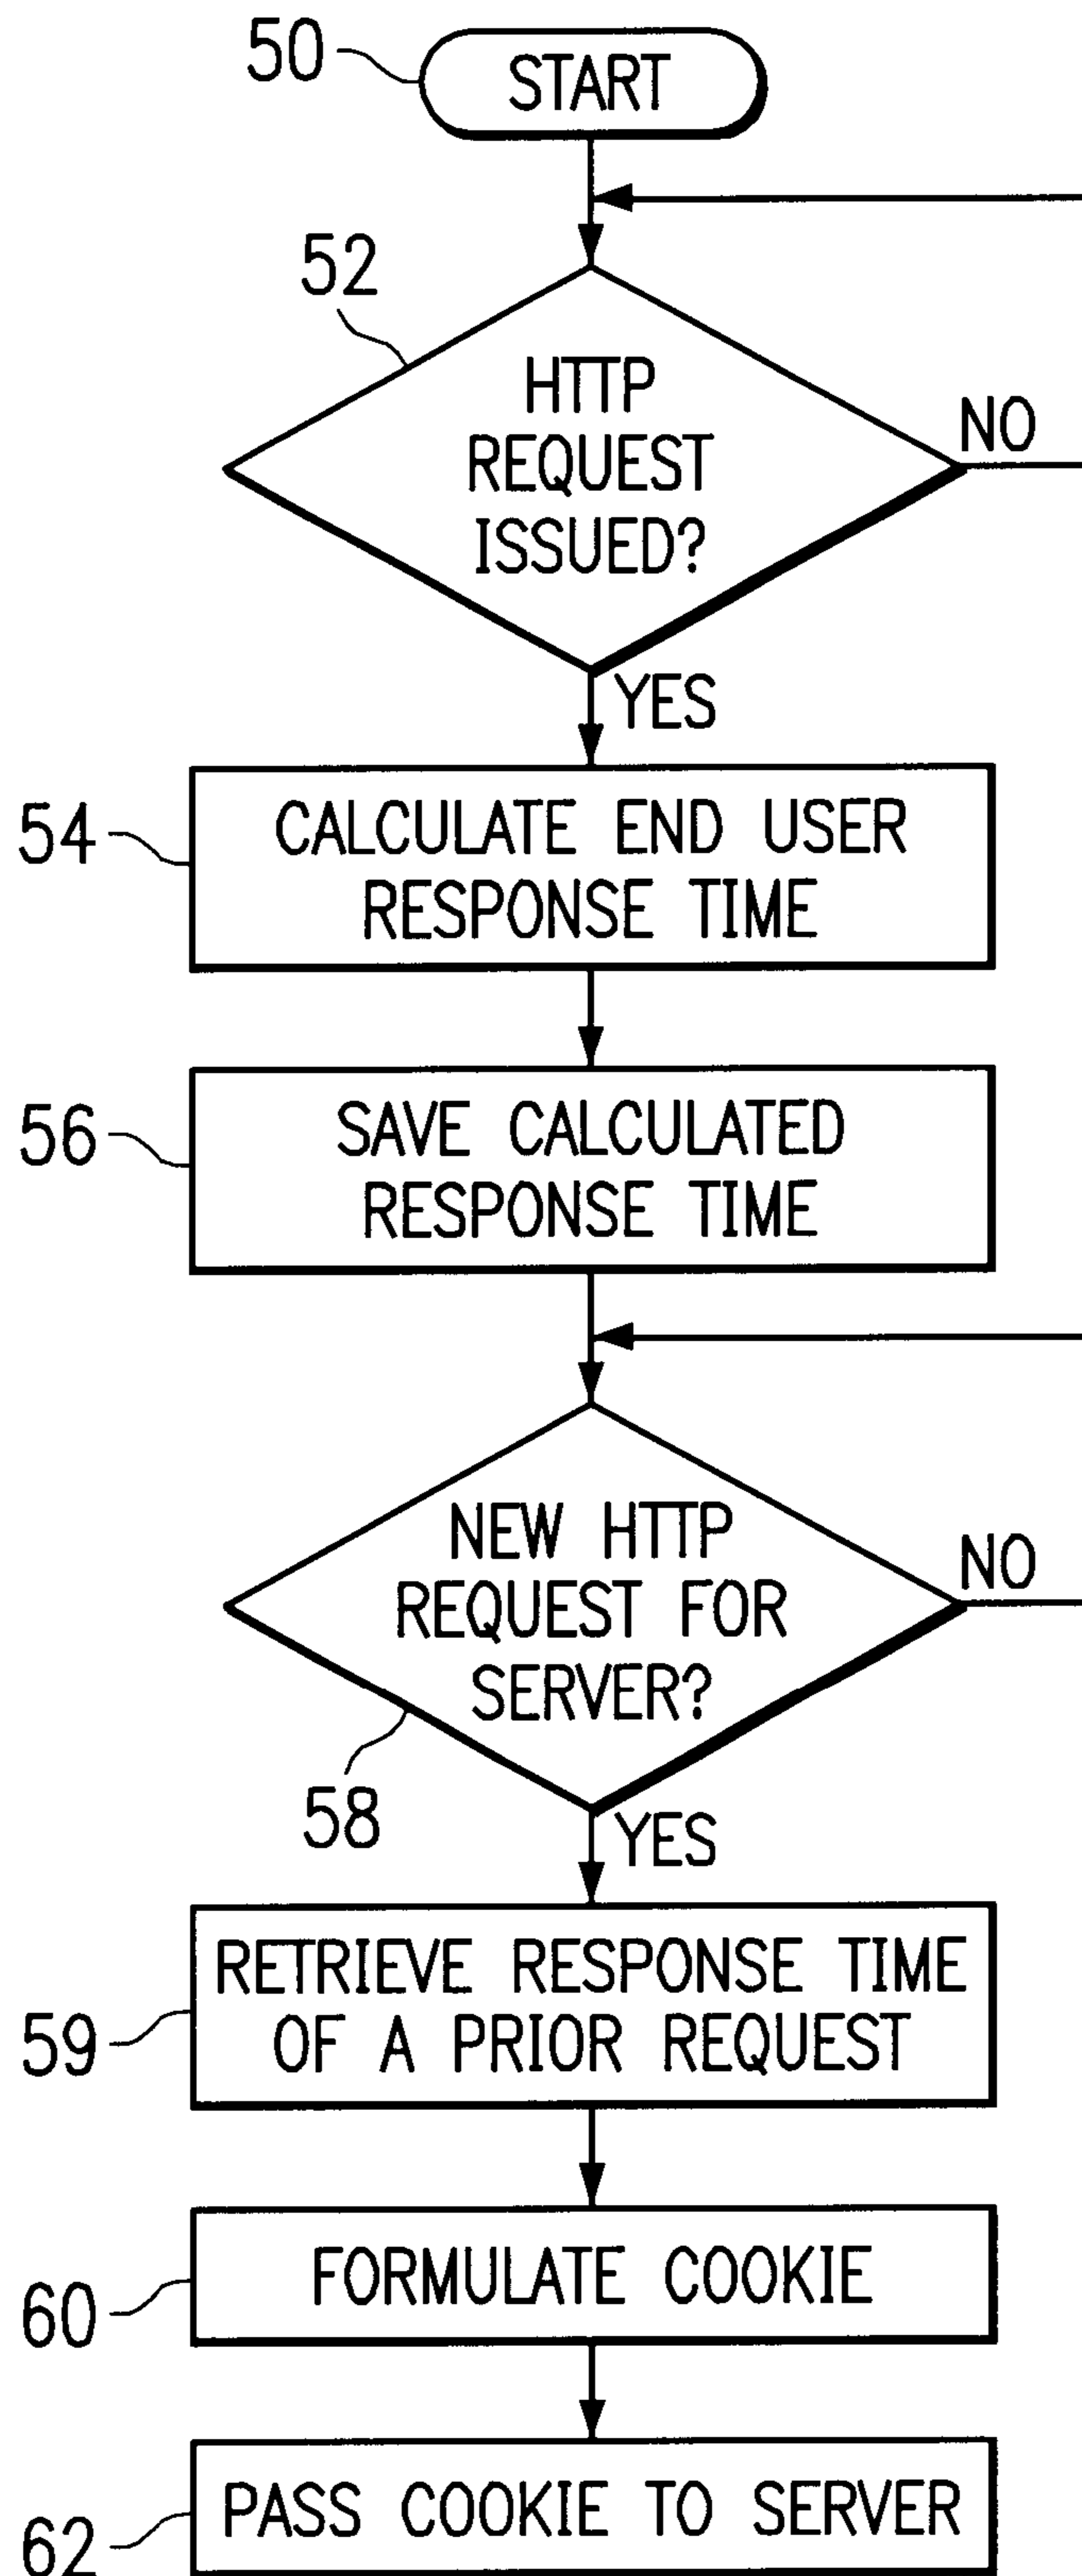 50
START
52
HTTP
REQUEST
ISSUED?
NO
YES
54
CALCULATE END USER
RESPONSE TIME
56
SAVE CALCULATED
RESPONSE TIME
NEW HTTP
REQUEST FOR
SERVER?
NO
58
YES
59
RETRIEVE RESPONSE TIME
OF A PRIOR REQUEST
60
FORMULATE COOKIE
62
PASS COOKIE TO SERVER